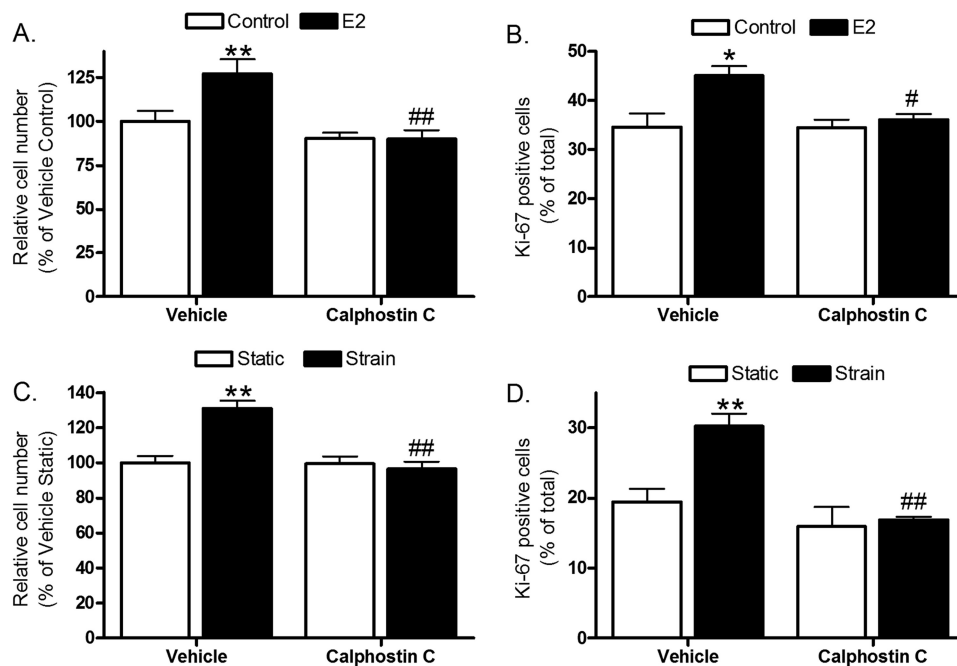 A.
Control E2
Relative cell number
(% of Vehicle Control)
125
100
75
50
25
0
**
##
Vehicle Calphostin C
B.
Control E2
Ki-67 positive cells
(% of total)
50
40
30
20
10
0
*
#
Vehicle Calphostin C
C.
Static Strain
Relative cell number
(% of Vehicle Static)
140
120
100
80
60
40
20
0
**
##
Vehicle Calphostin C
D.
Static Strain
Ki-67 positive cells
(% of total)
30
20
10
0
**
##
Vehicle Calphostin C